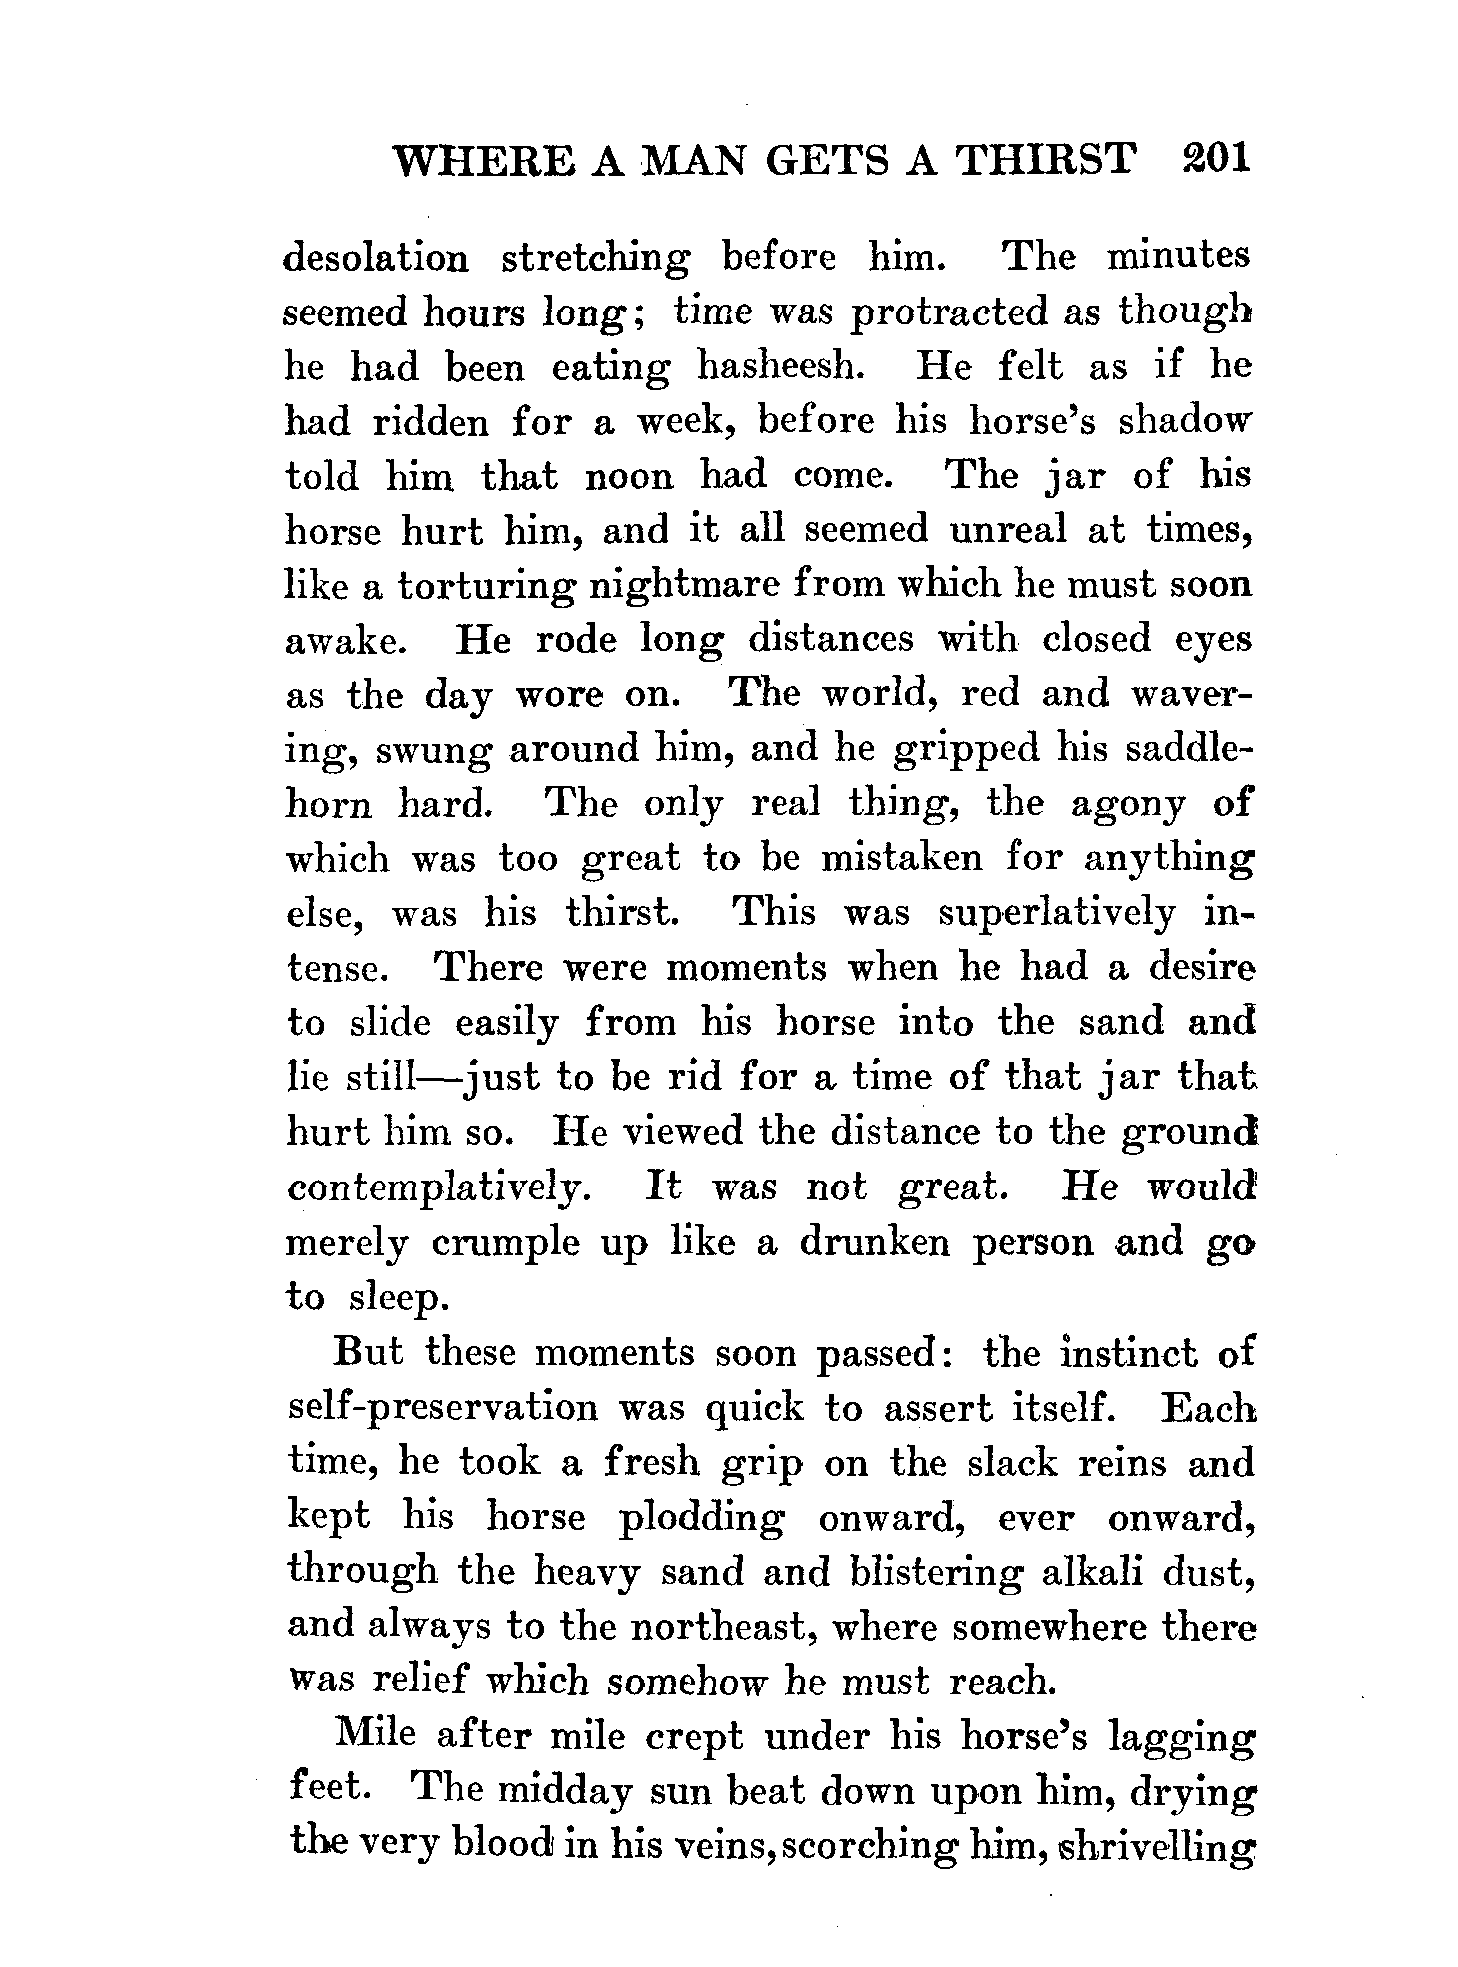 WHERE A MAN GETS A THIRST 201
desolation stretching before him. The minutes
seemed hours long; time was protracted as though
he had been eating hasheesh. He felt as if he
had ridden for a week, before his horse's shadow
told him that noon had come. The jar of his
horse hurt him, and it all seemed unreal at times,
like a torturing nightmare from which he must soon
awake. He rode long distances with closed eyes
as the day wore on. The world, red and waver-
ing, swung around him, and he gripped his saddle-
horn hard. The only real thing, the agony of
which was too great to be mistaken for anything
else, was his thirst. This was superlatively in-
tense. There were moments when he had a desire
to slide easily from his horse into the sand and
lie still—just to be rid for a time of that jar that
hurt him so. He viewed the distance to the ground
contemplatively. It was not great. He would
merely crumple up like a drunken person and go
to sleep.
But these moments soon passed: the instinct of
self-preservation was quick to assert itself. Each
time, he took a fresh grip on the slack reins and
kept his horse plodding onward, ever onward,
through the heavy sand and blistering alkali dust,
and always to the northeast, where somewhere there
was relief which somehow he must reach.
Mile after mile crept under his horse's lagging
feet. The midday sun beat down upon him, drying
the very blood in his veins, scorching him, shrivelling